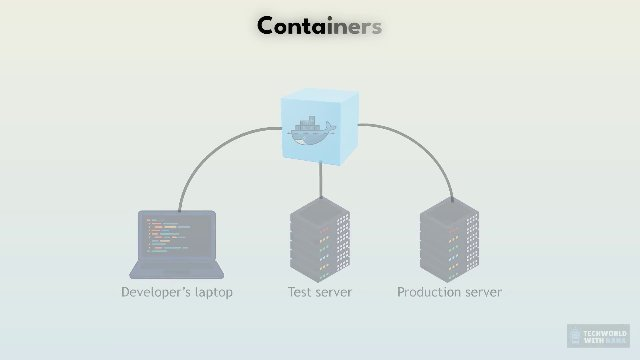 Containers
Developer's laptop
Test server
Production server
TECHWORLD
WITH NANA